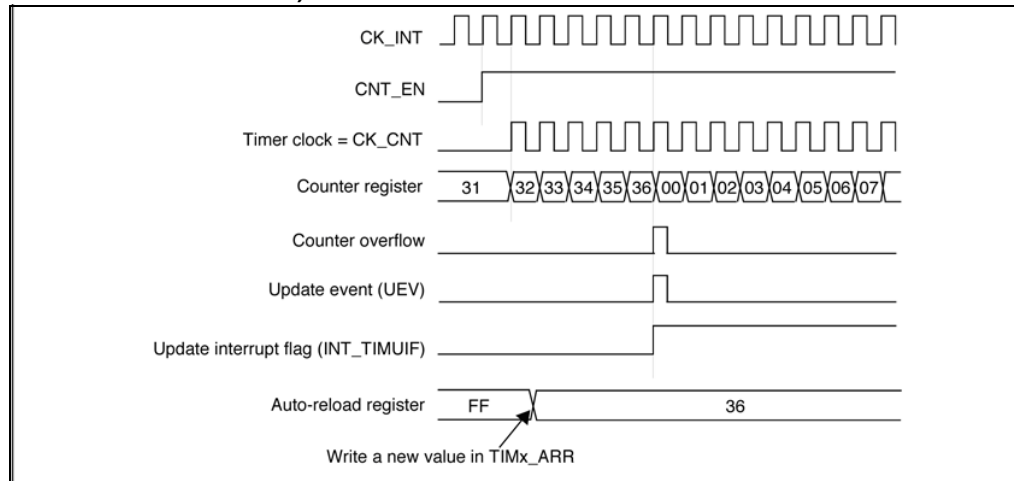 CK_INT
CNT_EN
Timer clock = CK_CNT
Counter register 31 32 33 34 35 36 00 01 02 03 04 05 06 07
Counter overflow
Update event (UEV)
Update interrupt flag (INT_TIMUIF)
Auto-reload register FF 36
Write a new value in TIMx_ARR